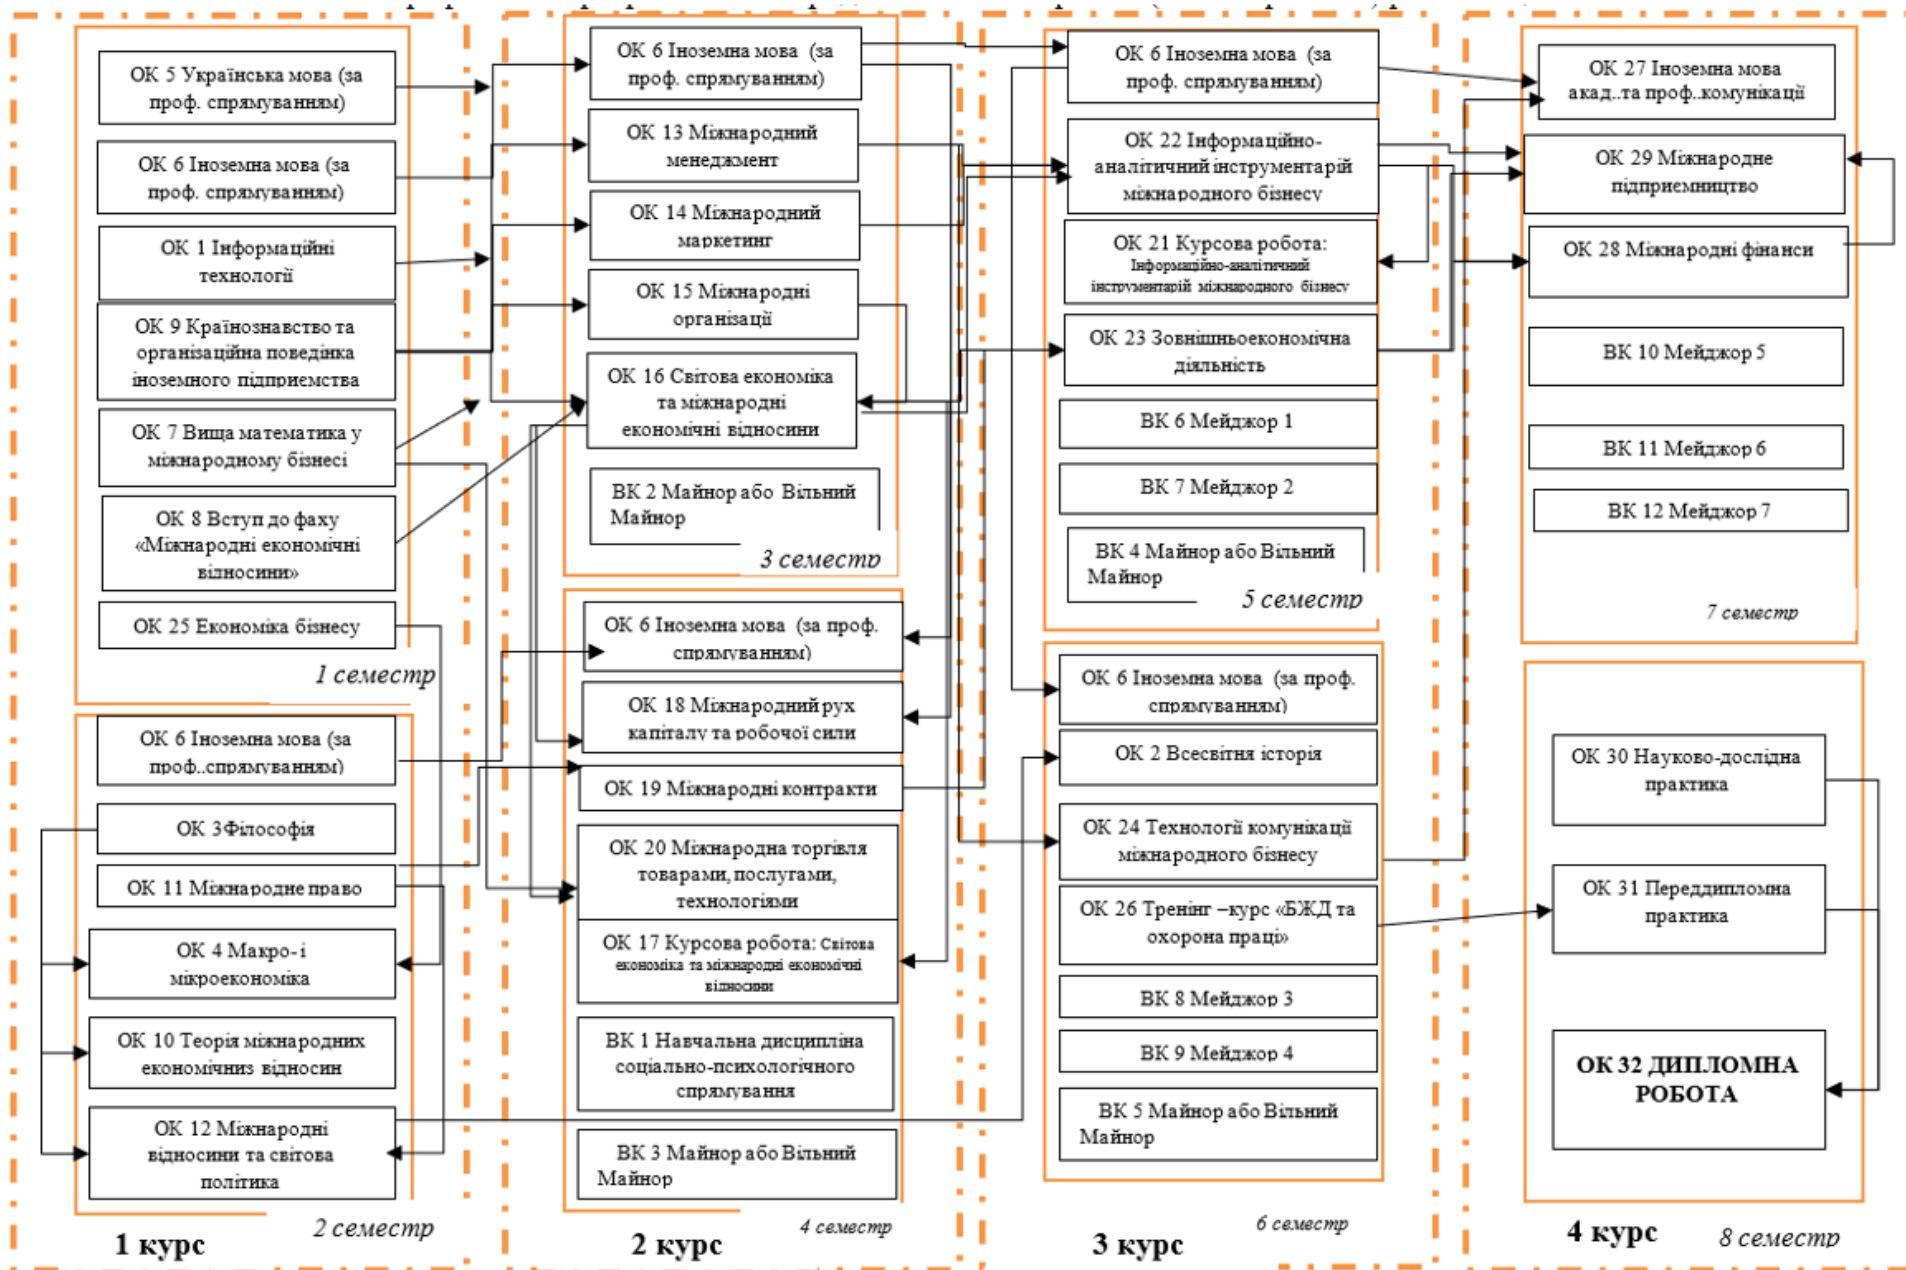 ОК 5 Українська мова (за
проф. спрямуванням)
ОК 6 Іноземна мова (за
проф. спрямуванням)
ОК 1 Інформаційні
технології
ОК 9 Країнознавство та
організаційна поведінка
іноземного підприємства
ОК 7 Вища математика у
міжнародному бізнесі
ОК 8 Вступ до фаху
«Міжнародні економічні
відносини»
ОК 25 Економіка бізнесу
1 семестр
ОК 6 Іноземна мова (за
проф..спрямуванням)
ОК 3Філософія
ОК 11 Міжнародне право
ОК 4 Макро- і
мікроекономіка
ОК 10 Теорія міжнародних
економічниз відносин
ОК 12 Міжнародні
відносини та світова
політика
2 семестр
1 курс
ОК 6 Іноземна мова (за
проф. спрямуванням)
ОК 13 Міжнародний
менеджмент
ОК 14 Міжнародний
маркетинг
ОК 15 Міжнародні
організації
ОК 16 Світова економіка
та міжнародні
економічні відносини
ВК 2 Майнор або Вільний
Майнор
3 семестр
ОК 6 Іноземна мова (за проф.
спрямуванням)
ОК 18 Міжнародний рух
капіталу та робочої сили
ОК 19 Міжнародні контракти
ОК 20 Міжнародна торгівля
товарами, послугами,
технологіями
ОК 17 Курсова робота: Світова
економіка та міжнародні економічні
відносини
ВК 1 Навчальна дисципліна
соціально-психологічного
спрямування
ВК 3 Майнор або Вільний
Майнор
4 семестр
2 курс
ОК 6 Іноземна мова (за
проф. спрямуванням)
ОК 22 Інформаційно-
аналітичний інструментарій
міжнародного бізнесу
ОК 21 Курсова робота:
Інформаційно-аналітичний
інструментарій міжнародного бізнесу
ОК 23 Зовнішньоекономічна
діяльність
ВК 6 Мейджор 1
ВК 7 Мейджор 2
ВК 4 Майнор або Вільний
Майнор
5 семестр
ОК 6 Іноземна мова (за проф.
спрямуванням)
ОК 2 Всесвітня історія
ОК 24 Технології комунікації
міжнародного бізнесу
ОК 26 Тренінг –курс «БЖД та
охорона праці»
ВК 8 Мейджор 3
ВК 9 Мейджор 4
ВК 5 Майнор або Вільний
Майнор
6 семестр
3 курс
ОК 27 Іноземна мова
акад..та проф..комунікації
ОК 29 Міжнародне
підприємництво
ОК 28 Міжнародні фінанси
ВК 10 Мейджор 5
ВК 11 Мейджор 6
ВК 12 Мейджор 7
7 семестр
ОК 30 Науково-дослідна
практика
ОК 31 Переддипломна
практика
ОК 32 ДИПЛОМНА
РОБОТА
4 курс
8 семестр